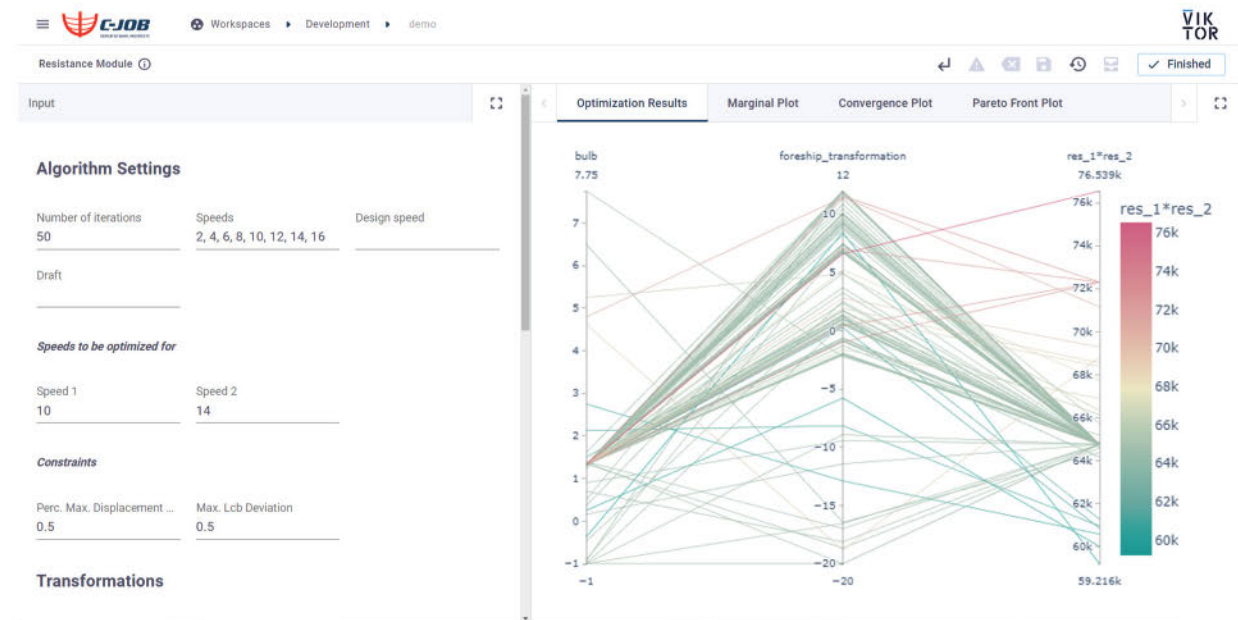 C-JOB
Workspaces Development demo
VIK
TOR
Resistance Module
Finished
Input
Optimization Results Marginal Plot Convergence Plot Pareto Front Plot
Algorithm Settings
Number of iterations Speeds Design speed
50 2, 4, 6, 8, 10, 12, 14, 16
Draft
Speeds to be optimized for
Speed 1 Speed 2
10 14
Constraints
Perc. Max. Displacement ... Max. Lcb Deviation
0.5 0.5
Transformations
bulb foreship_transformation res_1*res_2
7.75 12 76.539k
7
6
5
4
3
2
1
0
−1
−1
10
5
0
−5
−10
−15
−20
−20
76k
74k
72k
70k
68k
66k
64k
62k
60k
59.216k
res_1*res_2
76k
74k
72k
70k
68k
66k
64k
62k
60k